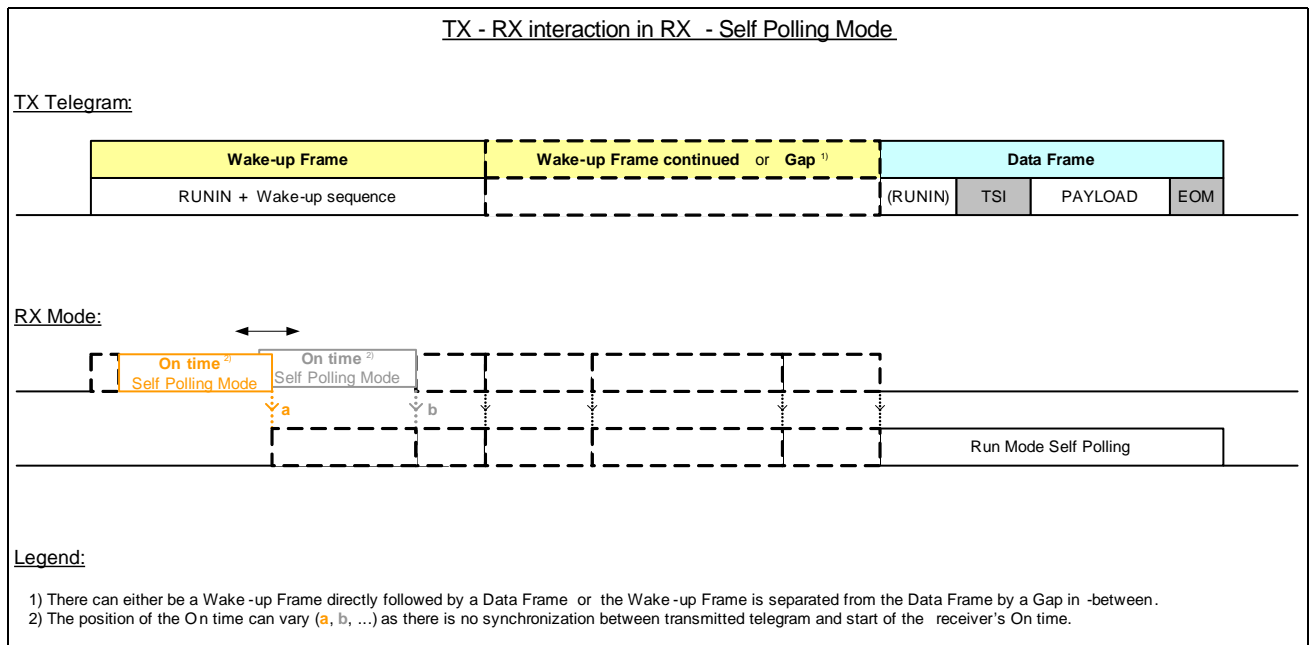 TX - RX interaction in RX - Self Polling Mode
TX Telegram:
Wake-up Frame
Wake-up Frame continued or Gap 1)
Data Frame
RUNIN + Wake-up sequence
(RUNIN)
TSI
PAYLOAD
EOM
RX Mode:
On time 2)
Self Polling Mode
On time 2)
Self Polling Mode
a
b
Run Mode Self Polling
Legend:
1) There can either be a Wake-up Frame directly followed by a Data Frame or the Wake-up Frame is separated from the Data Frame by a Gap in-between.
2) The position of the On time can vary (a, b, ...) as there is no synchronization between transmitted telegram and start of the receiver's On time.